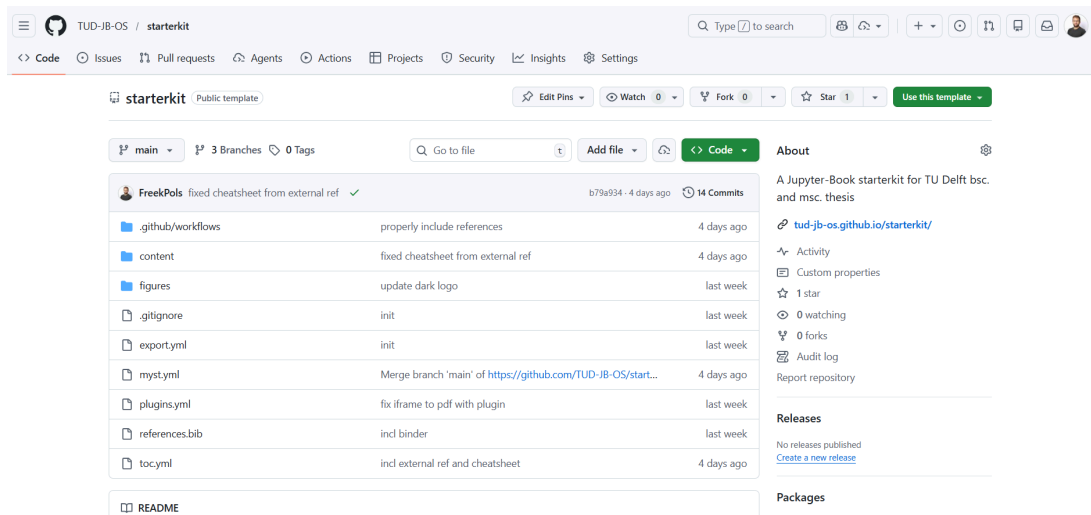 TUD-JB-OS / starterkit
Type / to search
Code Issues Pull requests Agents Actions Projects Security Insights Settings
starterkit Public template
Edit Pins Watch 0 Fork 0 Star 1 Use this template
main 3 Branches 0 Tags Go to file t Add file Code
FreekPols fixed cheatsheet from external ref b79a934 · 4 days ago 14 Commits
.github/workflows properly include references 4 days ago
content fixed cheatsheet from external ref 4 days ago
figures update dark logo last week
.gitignore init last week
export.yml init last week
myst.yml Merge branch 'main' of https://github.com/TUD-JB-OS/start... 4 days ago
plugins.yml fix iframe to pdf with plugin last week
references.bib incl binder last week
toc.yml incl external ref and cheatsheet 4 days ago
README
About
A Jupyter-Book starterkit for TU Delft bsc.
and msc. thesis
tud-jb-os.github.io/starterkit/
Activity
Custom properties
1 star
0 watching
0 forks
Audit log
Report repository
Releases
No releases published
Create a new release
Packages